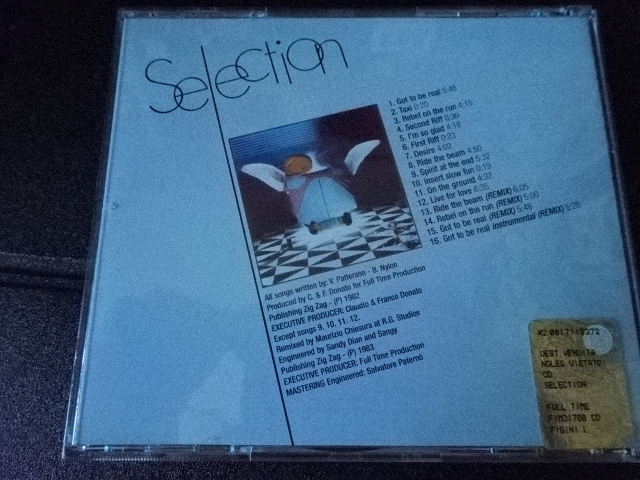 Selection
1. Got to be real 5:48
2. Taxi 0:20
3. Rebel on the run 4:15
4. Second Riff 0:30
5. I'm so glad 4:18
6. First Riff 0:23
7. Desire 4:02
8. Ride the beam 4:50
9. Spirit at the end 5:32
10. Insert slow fun 0:19
11. On the ground 4:32
12. Live for love 6:35
13. Ride the beam (REMIX) 6:05
14. Rebel on the run (REMIX) 5:00
15. Got to be real (REMIX) 5:48
16. Got to be real instrumental (REMIX) 5:28
All songs written by: V. Patterson - B. Nylon
Produced by C. & F. Donato for Full Time Production
Publishing Zig Zag - (P) 1982
EXECUTIVE PRODUCER: Claudio & Franco Donato
Except songs 9. 10. 11. 12.
Remixed by Maurizio Chiesura at R.G. Studios
Engineered by Sandy Dian and Sangy
Publishing Zig Zag - (P) 1983
EXECUTIVE PRODUCER: Full Time Production
MASTERING Engineered: Salvatore Paternò
DEST VENDITA
NOLEG VIETATO
CD
SELECTION
FULL TIME
CD
FIGINI L